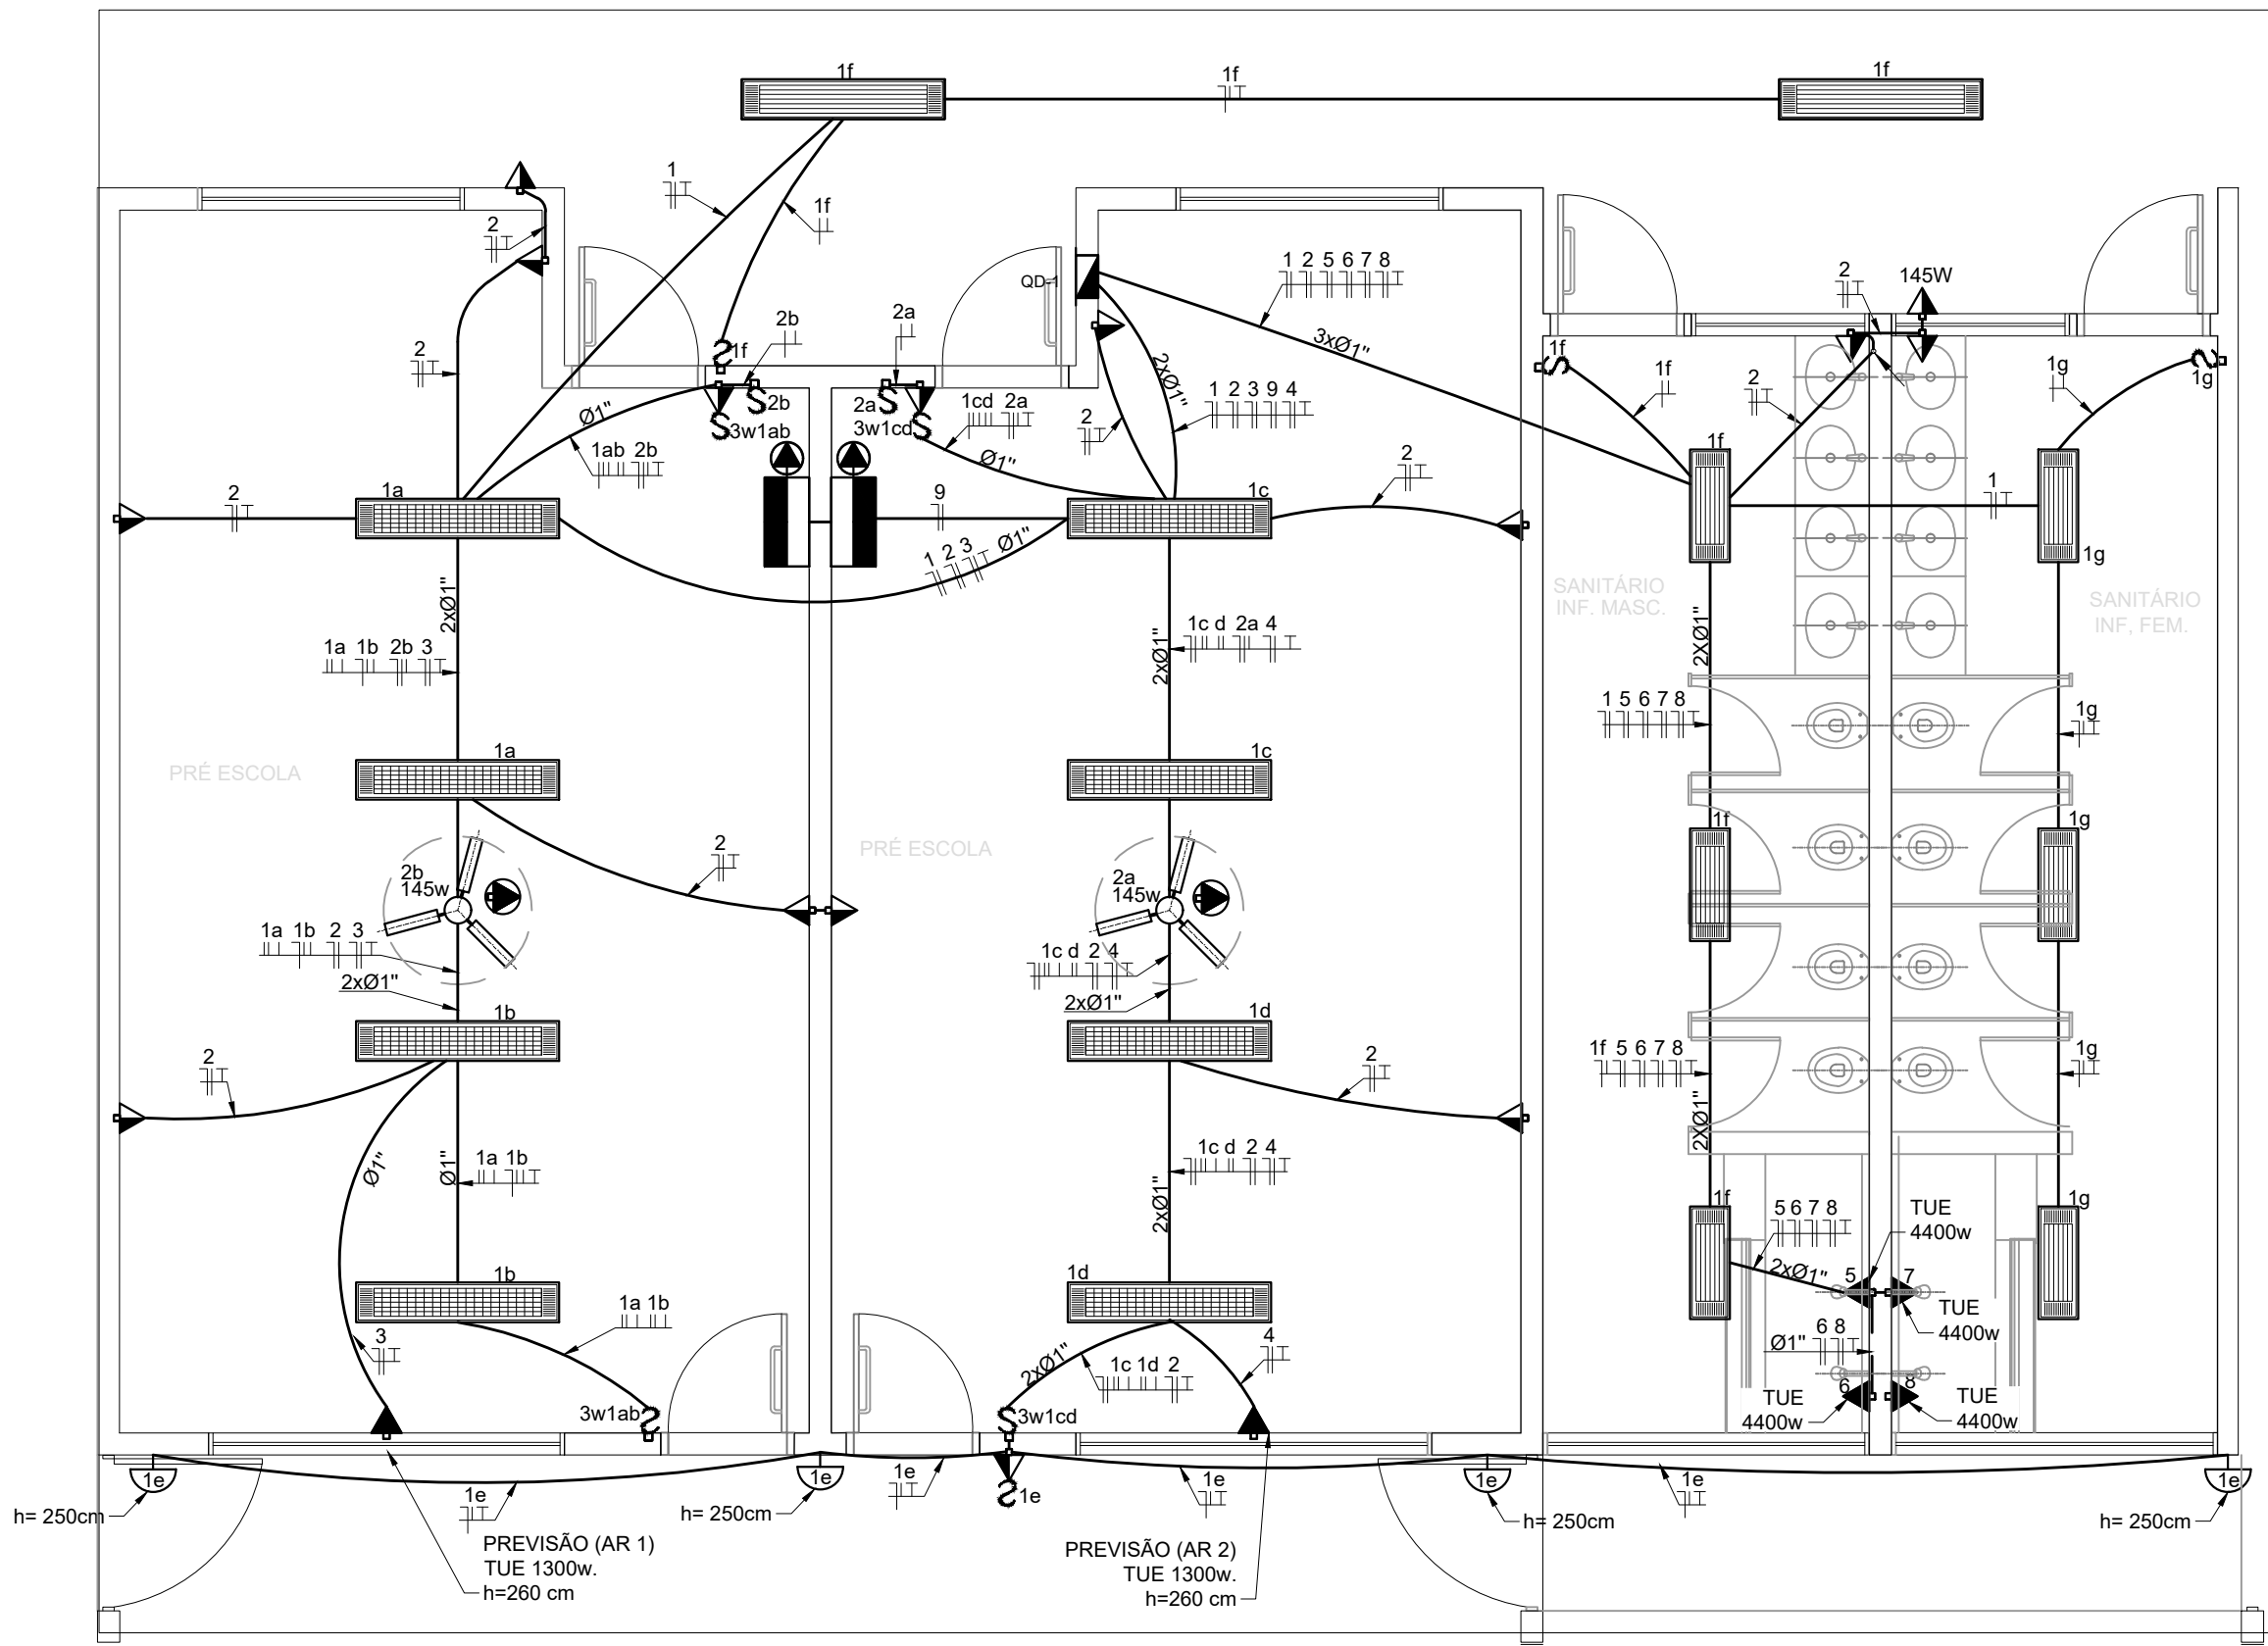 1f
1f
1f
1
1f
2
2
145W
2
QD-1
1 2 5 6 7 8
3xØ1"
2b
2a
1f
2b
2a
3w1ab
3w1cd
1cd 2a
Ø1"
1ab 2b
Ø1"
2xØ1"
1 2 3 9 4
2
2
1f
1f
2
1g
1g
1f
1
1g
2
2
1a
9
1c
1 2 3 Ø1"
SANITÁRIO
INF. MASC.
SANITÁRIO
INF, FEM.
2xØ1"
1a 1b 2b 3
2xØ1"
1c d 2a 4
2XØ1"
1 5 6 7 8
1g
PRÉ ESCOLA
1a
1c
PRÉ ESCOLA
2
2b
145w
2a
145w
1f
1g
1a 1b 2 3
2xØ1"
1c d 2 4
2xØ1"
1b
1d
2
2
1f 5 6 7 8
2XØ1"
1g
Ø1"
Ø1"
1a 1b
1c d 2 4
2xØ1"
1f
5 6 7 8
2xØ1"
TUE
4400w
1g
5
7
TUE
4400w
1b
1d
1a 1b
3
2xØ1"
1c 1d 2
4
Ø1"
6 8
6
8
TUE
4400w
TUE
4400w
3w1ab
3w1cd
1e
1e
1e
1e
h= 250cm
h= 250cm
h= 250cm
h= 250cm
1e
1e
1e
1e
PREVISÃO (AR 1)
TUE 1300w.
h=260 cm
PREVISÃO (AR 2)
TUE 1300w.
h=260 cm